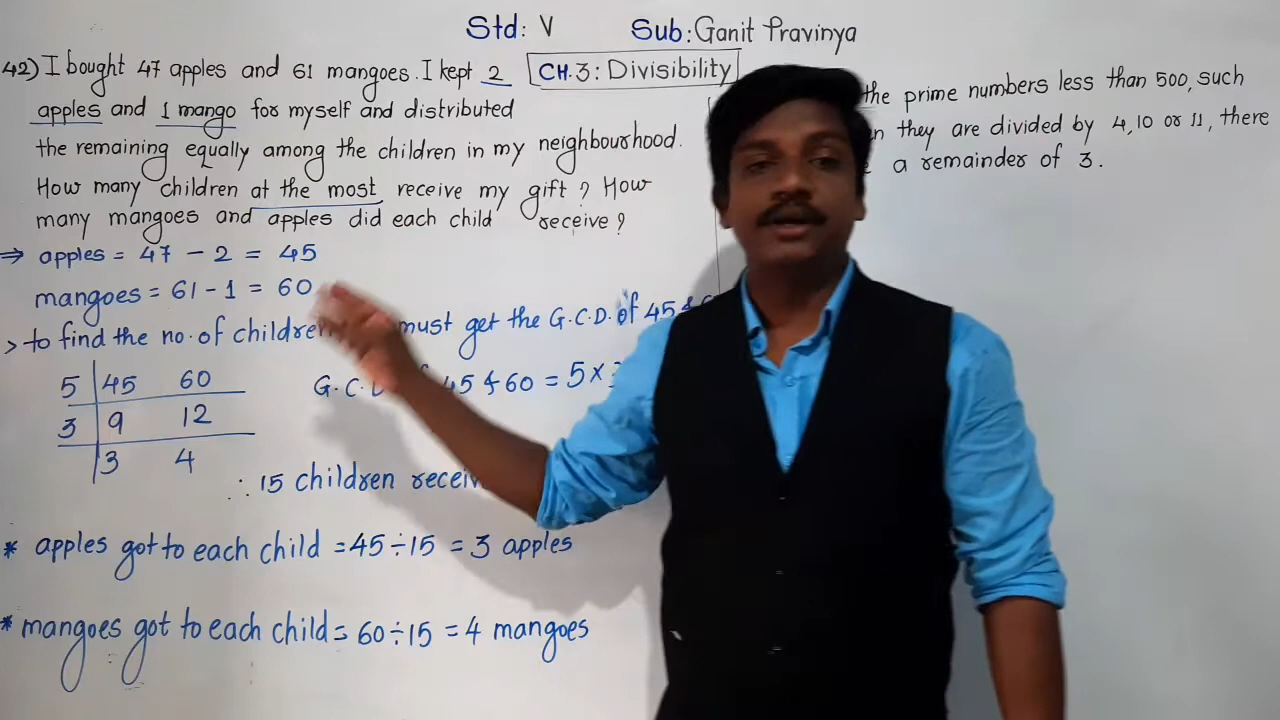 Std: V Sub: Ganit Pravinya
42) I bought 47 apples and 61 mangoes. I kept 2
CH.3: Divisibility
apples and 1 mango for myself and distributed
the remaining equally among the children in my neighbourhood.
How many children at the most receive my gift? How
many mangoes and apples did each child receive?
⇒ apples = 47 - 2 = 45
mangoes = 61 - 1 = 60
> to find the no. of children must get the G.C.D. of 45 &
5 | 45 60
3 | 9 12
| 3 4
G.C.D 45 & 60 = 5 ×
∴ 15 children
* apples got to each child = 45 ÷ 15 = 3 apples
* mangoes got to each child = 60 ÷ 15 = 4 mangoes
the prime numbers less than 500, such
they are divided by 4, 10 or 11, there
a remainder of 3.